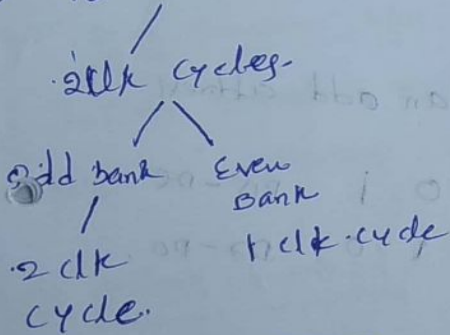 2clk cycles.
Odd bank Even
Bank
2 clk 1 clk. cycle
cycle.